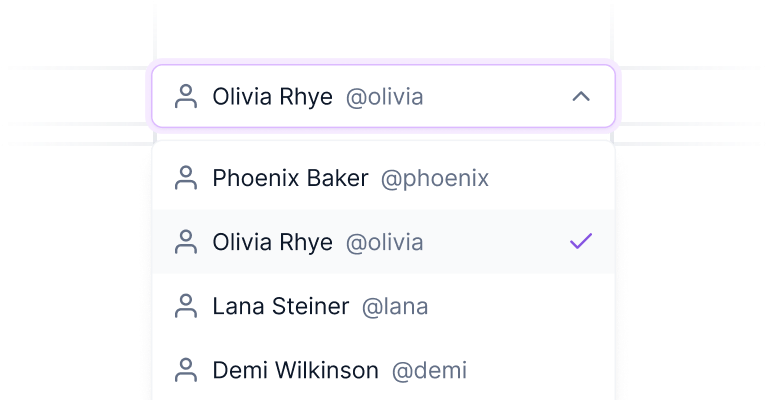 Olivia Rhye @olivia
Phoenix Baker @phoenix
Olivia Rhye @olivia
Lana Steiner @lana
Demi Wilkinson @demi